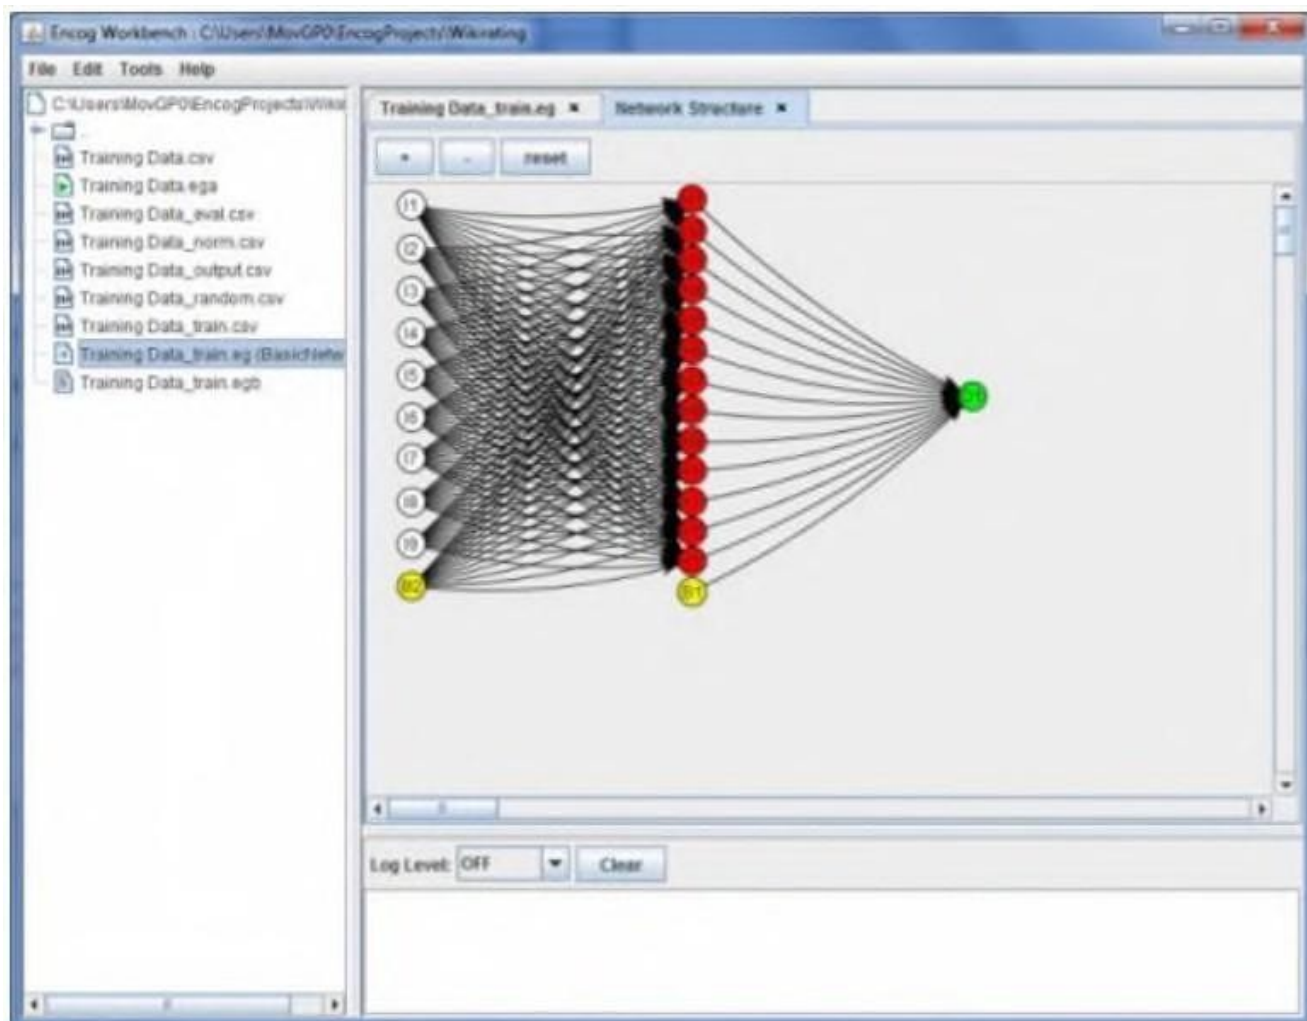 Encog Workbench : C:\Users\MovGP0\EncogProjects\Wikirating
File Edit Tools Help
C:\Users\MovGP0\EncogProjects\Wiki
..
Training Data.csv
Training Data.ega
Training Data_eval.csv
Training Data_norm.csv
Training Data_output.csv
Training Data_random.csv
Training Data_train.csv
Training Data_train.eg (BasicNetw
Training Data_train.egb
Training Data_train.eg
Network Structure
+ - reset
I1
I2
I3
I4
I5
I6
I7
I8
I9
B2
B1
O1
Log Level: OFF Clear